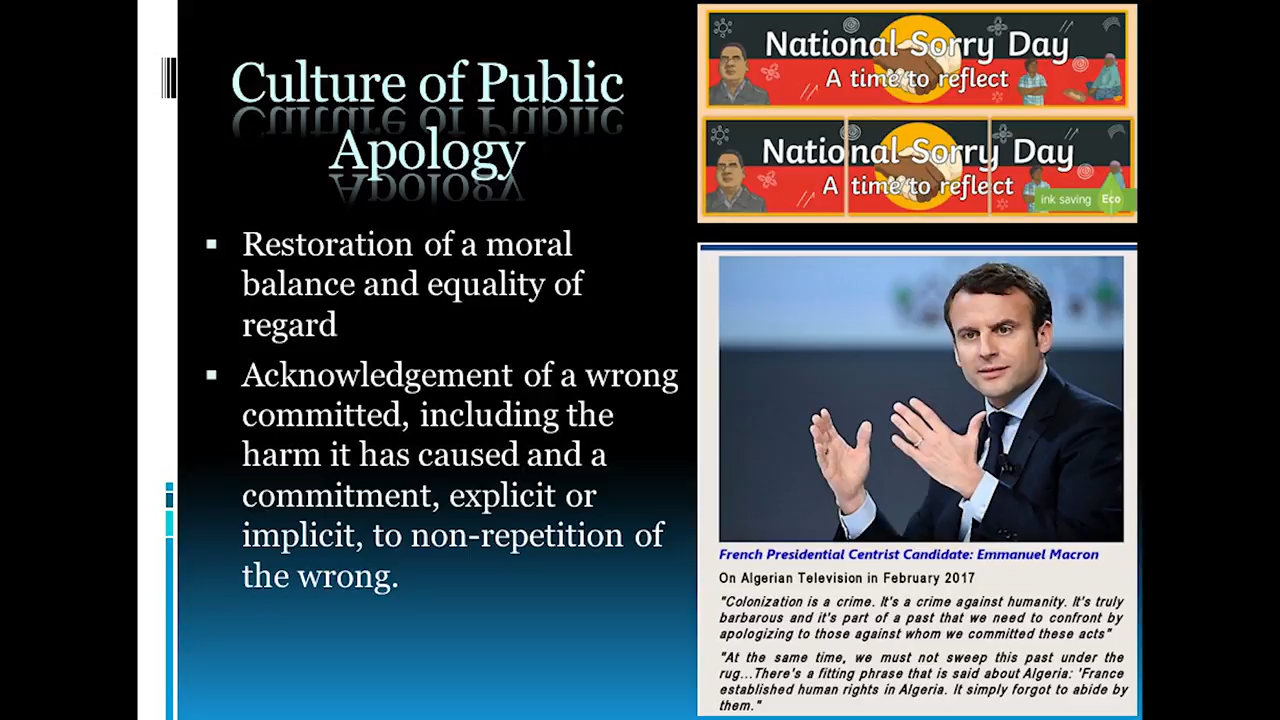 Culture of Public
Apology
▪ Restoration of a moral
balance and equality of
regard
▪ Acknowledgement of a wrong
committed, including the
harm it has caused and a
commitment, explicit or
implicit, to non-repetition of
the wrong.
National Sorry Day
A time to reflect
National Sorry Day
A time to reflect
ink saving Eco
French Presidential Centrist Candidate: Emmanuel Macron
On Algerian Television in February 2017
"Colonization is a crime. It's a crime against humanity. It's truly
barbarous and it's part of a past that we need to confront by
apologizing to those against whom we committed these acts"
"At the same time, we must not sweep this past under the
rug...There's a fitting phrase that is said about Algeria: 'France
established human rights in Algeria. It simply forgot to abide by
them."